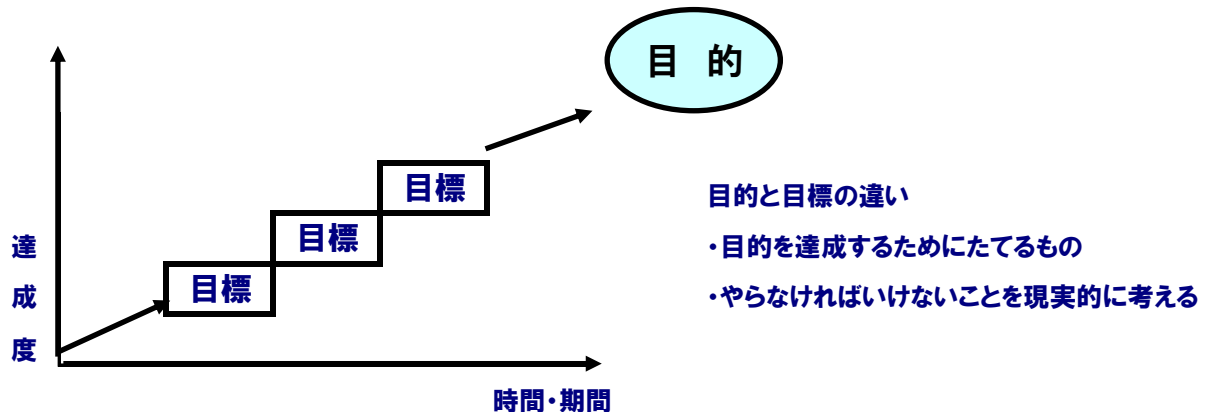 目 的
目標
目標
目標
達
成
度
時間・期間
目的と目標の違い
・目的を達成するためにたてるもの
・やらなければいけないことを現実的に考える